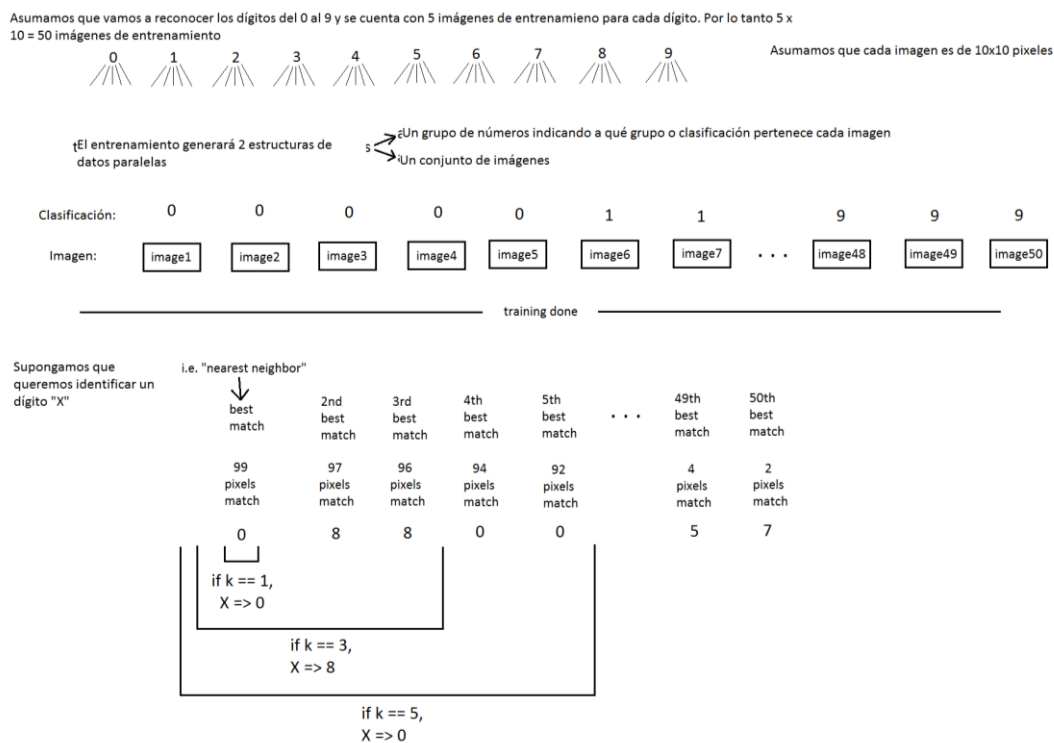 Asumamos que vamos a reconocer los dígitos del 0 al 9 y se cuenta con 5 imágenes de entrenamieno para cada dígito. Por lo tanto 5 x
10 = 50 imágenes de entrenamiento
Asumamos que cada imagen es de 10x10 pixeles
0 1 2 3 4 5 6 7 8 9
El entrenamiento generará 2 estructuras de
datos paralelas
s
Un grupo de números indicando a qué grupo o clasificación pertenece cada imagen
Un conjunto de imágenes
Clasificación: 0 0 0 0 0 1 1 9 9 9
Imagen: image1 image2 image3 image4 image5 image6 image7 . . . image48 image49 image50
training done
Supongamos que
queremos identificar un
dígito "X"
i.e. "nearest neighbor"
best
match
2nd
best
match
3rd
best
match
4th
best
match
5th
best
match
. . .
49th
best
match
50th
best
match
99
pixels
match
97
pixels
match
96
pixels
match
94
pixels
match
92
pixels
match
4
pixels
match
2
pixels
match
0 8 8 0 0 5 7
if k == 1,
X => 0
if k == 3,
X => 8
if k == 5,
X => 0